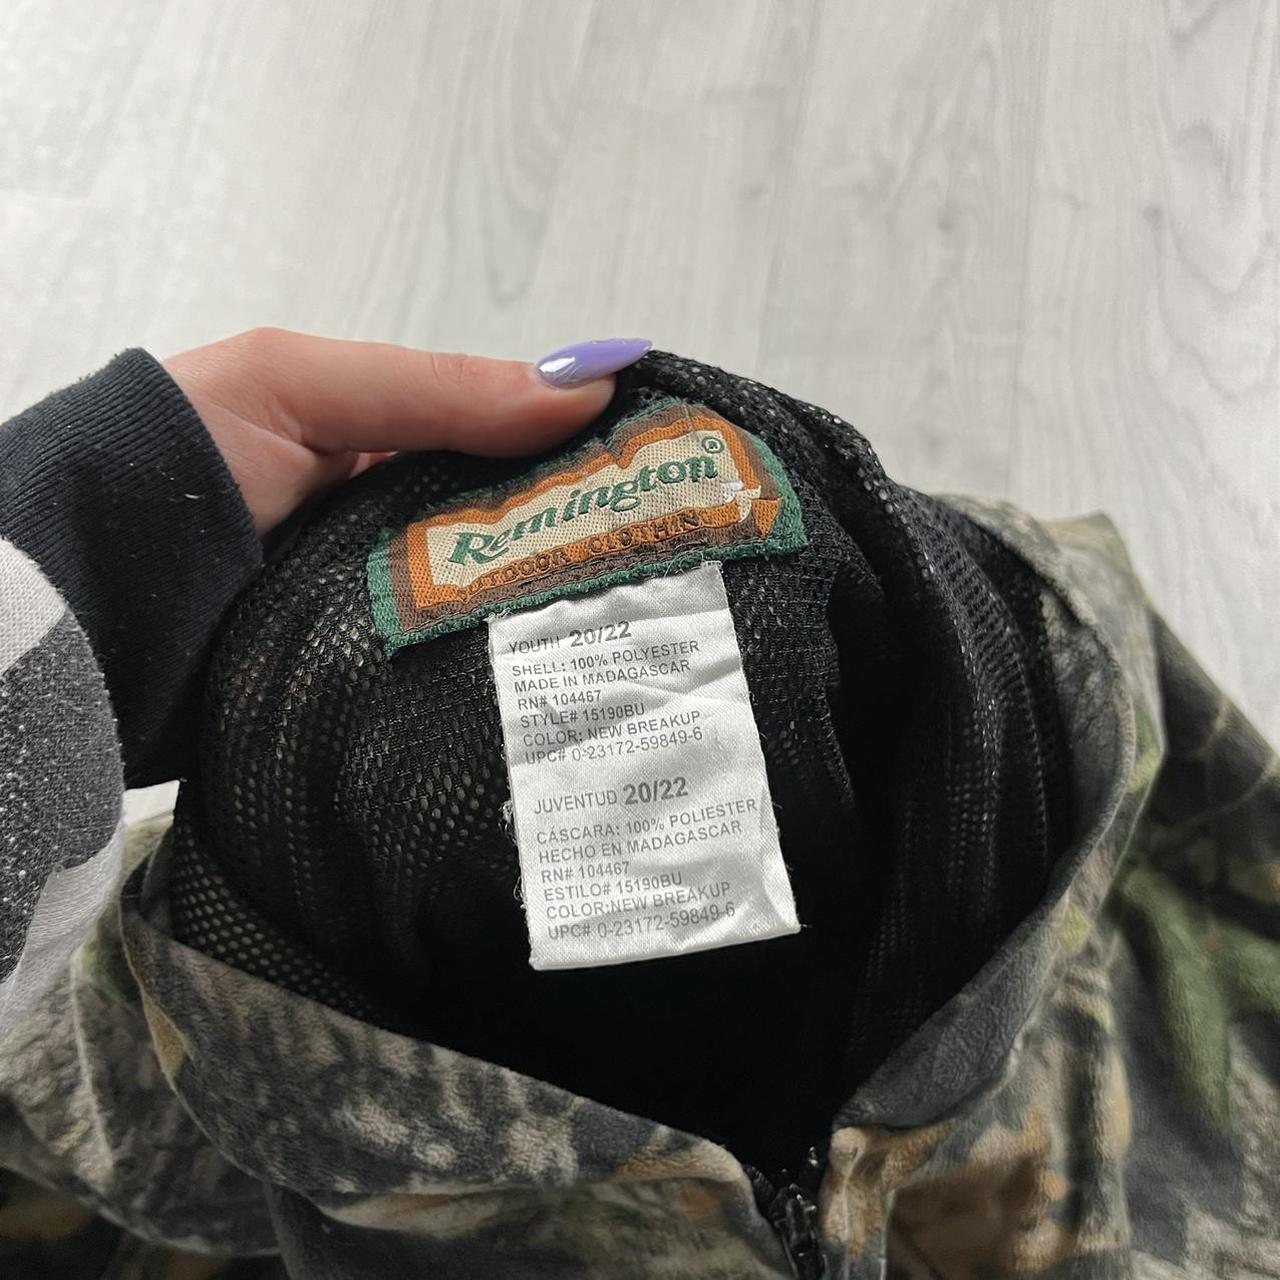 Remington®
OUTDOOR CLOTHING
YOUTH 20/22
SHELL: 100% POLYESTER
MADE IN MADAGASCAR
RN# 104467
STYLE# 15190BU
COLOR: NEW BREAKUP
UPC# 0-23172-59849-6
JUVENTUD 20/22
CÁSCARA: 100% POLIESTER
HECHO EN MADAGASCAR
RN# 104467
ESTILO# 15190BU
COLOR:NEW BREAKUP
UPC# 0-23172-59849-6